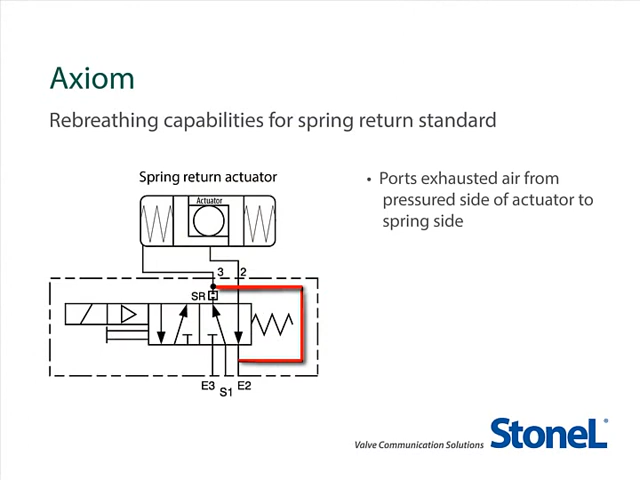 Axiom
Rebreathing capabilities for spring return standard
Spring return actuator
Actuator
• Ports exhausted air from
pressured side of actuator to
spring side
3 2
SR
E3 S1 E2
Valve Communication Solutions StoneL®